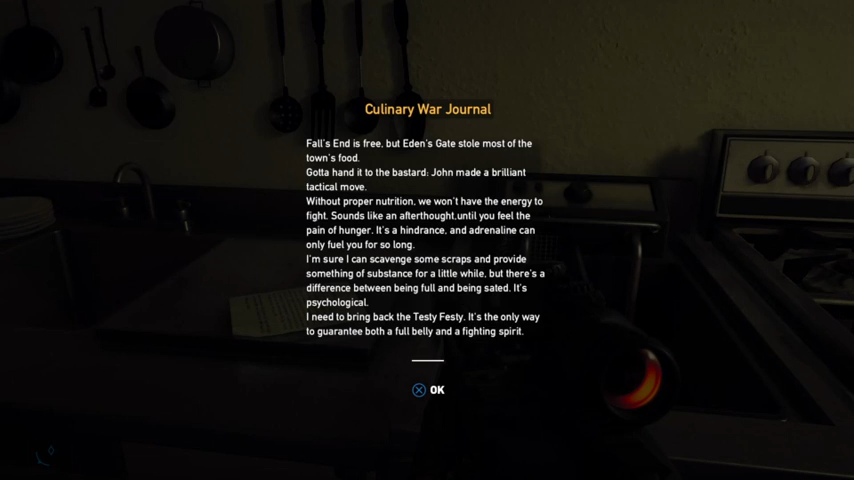 Culinary War Journal
Fall's End is free, but Eden's Gate stole most of the
town's food.
Gotta hand it to the bastard: John made a brilliant
tactical move.
Without proper nutrition, we won't have the energy to
fight. Sounds like an afterthought,until you feel the
pain of hunger. It's a hindrance, and adrenaline can
only fuel you for so long.
I'm sure I can scavenge some scraps and provide
something of substance for a little while, but there's a
difference between being full and being sated. It's
psychological.
I need to bring back the Testy Festy. It's the only way
to guarantee both a full belly and a fighting spirit.
OK